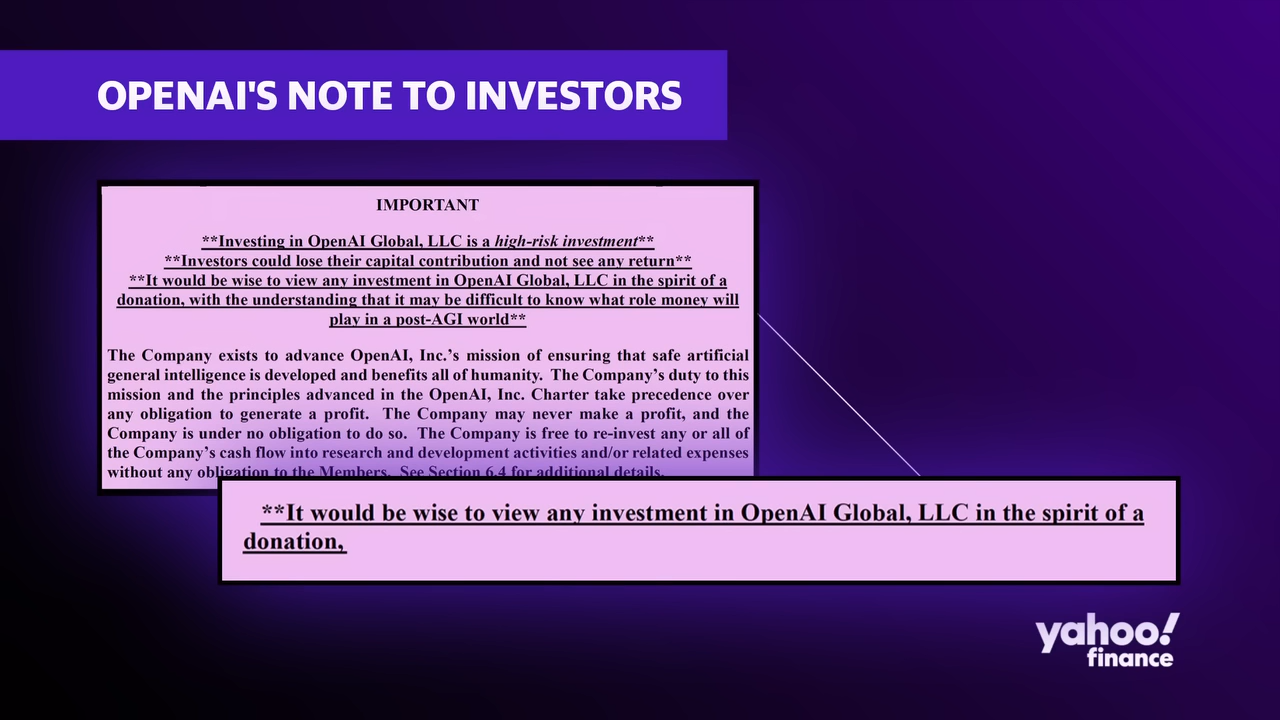 OPENAI'S NOTE TO INVESTORS
IMPORTANT
**Investing in OpenAI Global, LLC is a high-risk investment**
**Investors could lose their capital contribution and not see any return**
**It would be wise to view any investment in OpenAI Global, LLC in the spirit of a
donation, with the understanding that it may be difficult to know what role money will
play in a post-AGI world**
The Company exists to advance OpenAI, Inc.'s mission of ensuring that safe artificial
general intelligence is developed and benefits all of humanity. The Company's duty to this
mission and the principles advanced in the OpenAI, Inc. Charter take precedence over
any obligation to generate a profit. The Company may never make a profit, and the
Company is under no obligation to do so. The Company is free to re-invest any or all of
the Company's cash flow into research and development activities and/or related expenses
without any obligation to the Members. See Section 6.4 for additional details.
**It would be wise to view any investment in OpenAI Global, LLC in the spirit of a
donation,
yahoo!
finance